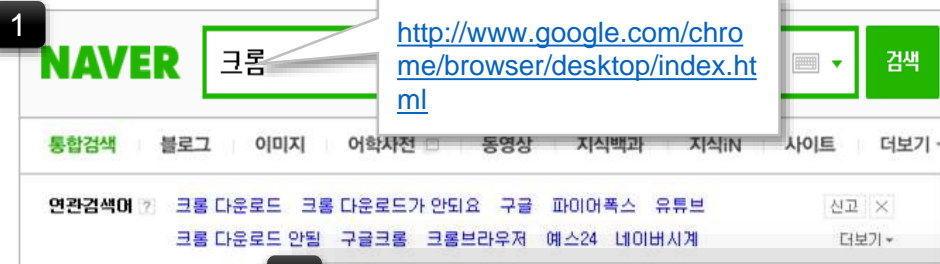 1
NAVER 크롬 검색
http://www.google.com/chro
me/browser/desktop/index.ht
ml
통합검색 블로그 이미지 어학사전 동영상 지식백과 지식iN 사이트 더보기
연관검색어 ? 크롬 다운로드 크롬 다운로드가 안되요 구글 파이어폭스 유튜브 신고 ×
크롬 다운로드 안됨 구글크롬 크롬브라우저 예스24 네이버시계 더보기